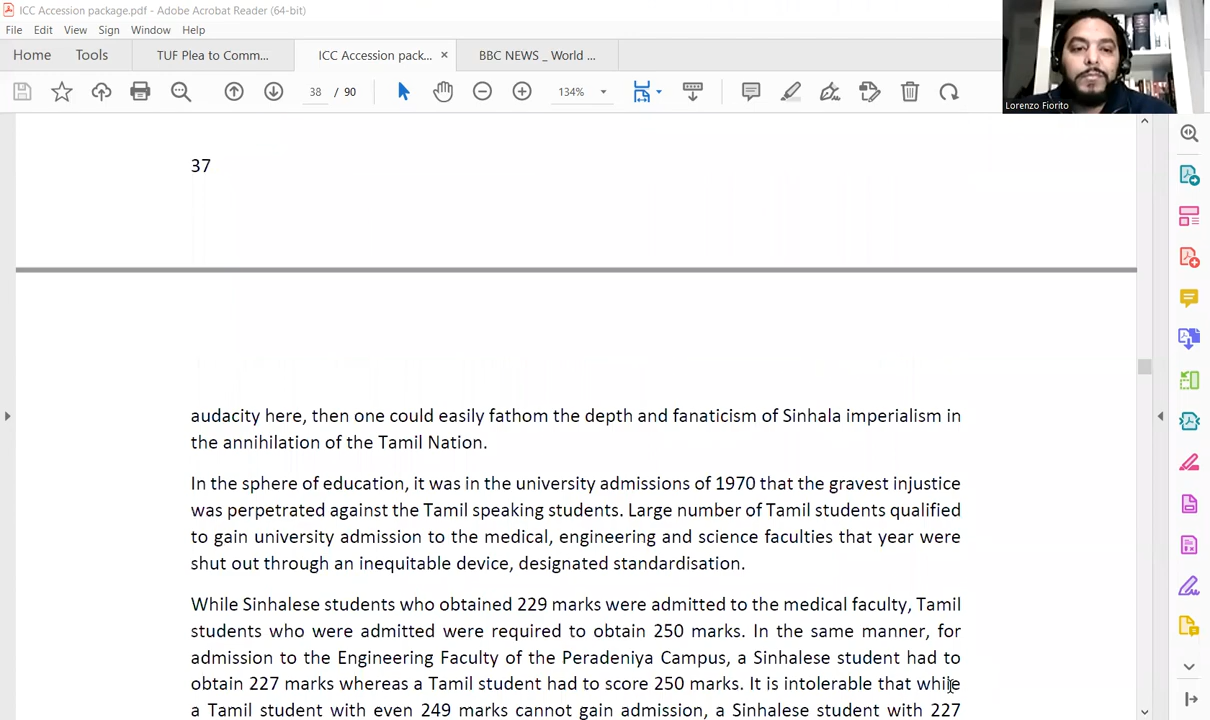 ICC Accession package.pdf - Adobe Acrobat Reader (64-bit)
File Edit View Sign Window Help
Home Tools TUF Plea to Comm... ICC Accession pack... × BBC NEWS _ World ...
38 / 90 134%
Lorenzo Fiorito
37
audacity here, then one could easily fathom the depth and fanaticism of Sinhala imperialism in
the annihilation of the Tamil Nation.
In the sphere of education, it was in the university admissions of 1970 that the gravest injustice
was perpetrated against the Tamil speaking students. Large number of Tamil students qualified
to gain university admission to the medical, engineering and science faculties that year were
shut out through an inequitable device, designated standardisation.
While Sinhalese students who obtained 229 marks were admitted to the medical faculty, Tamil
students who were admitted were required to obtain 250 marks. In the same manner, for
admission to the Engineering Faculty of the Peradeniya Campus, a Sinhalese student had to
obtain 227 marks whereas a Tamil student had to score 250 marks. It is intolerable that while
a Tamil student with even 249 marks cannot gain admission, a Sinhalese student with 227